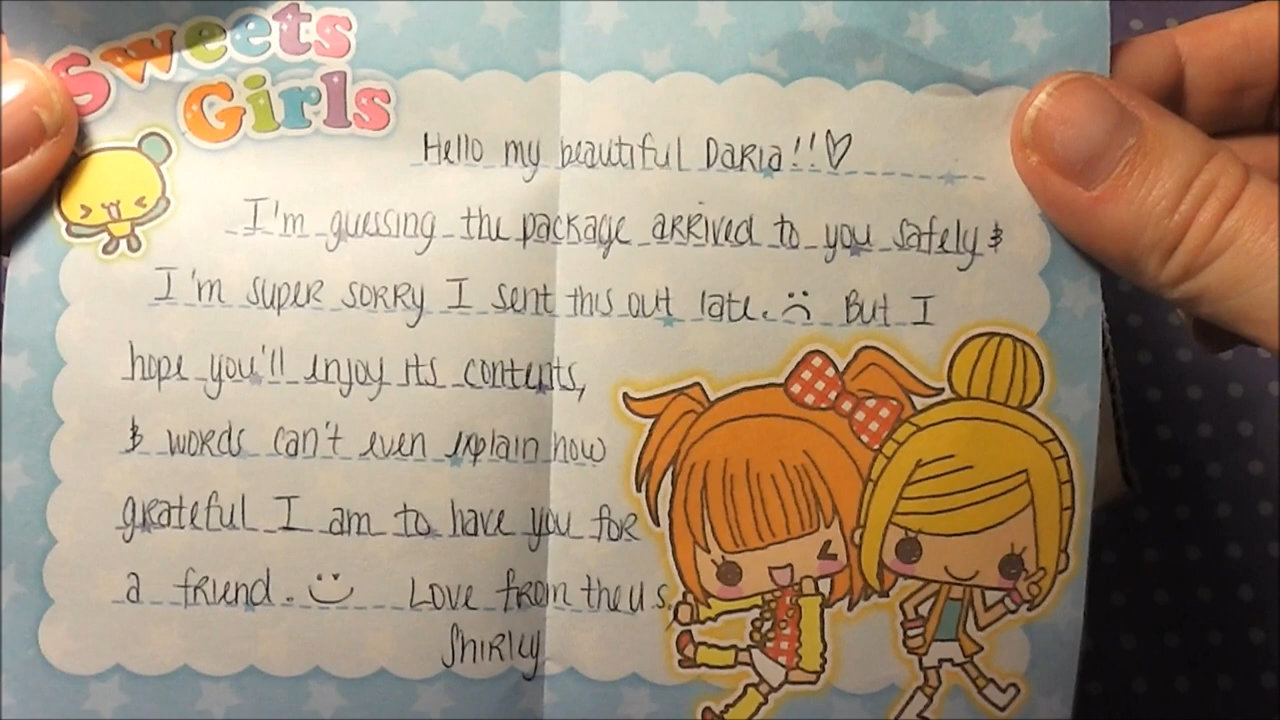 Sweets
Girls
Hello my beautiful Daria!!♡
I'm guessing the package arrived to you safely &
I'm super sorry I sent this out late. :( But I
hope you'll enjoy its contents,
& words can't even explain how
grateful I am to have you for
a friend. :) Love from the U.S.
Shirley